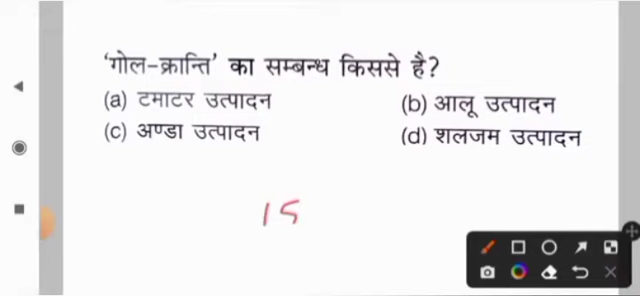 ‘गोल-क्रान्ति’ का सम्बन्ध किससे है?
(a) टमाटर उत्पादन (b) आलू उत्पादन
(c) अण्डा उत्पादन (d) शलजम उत्पादन
15